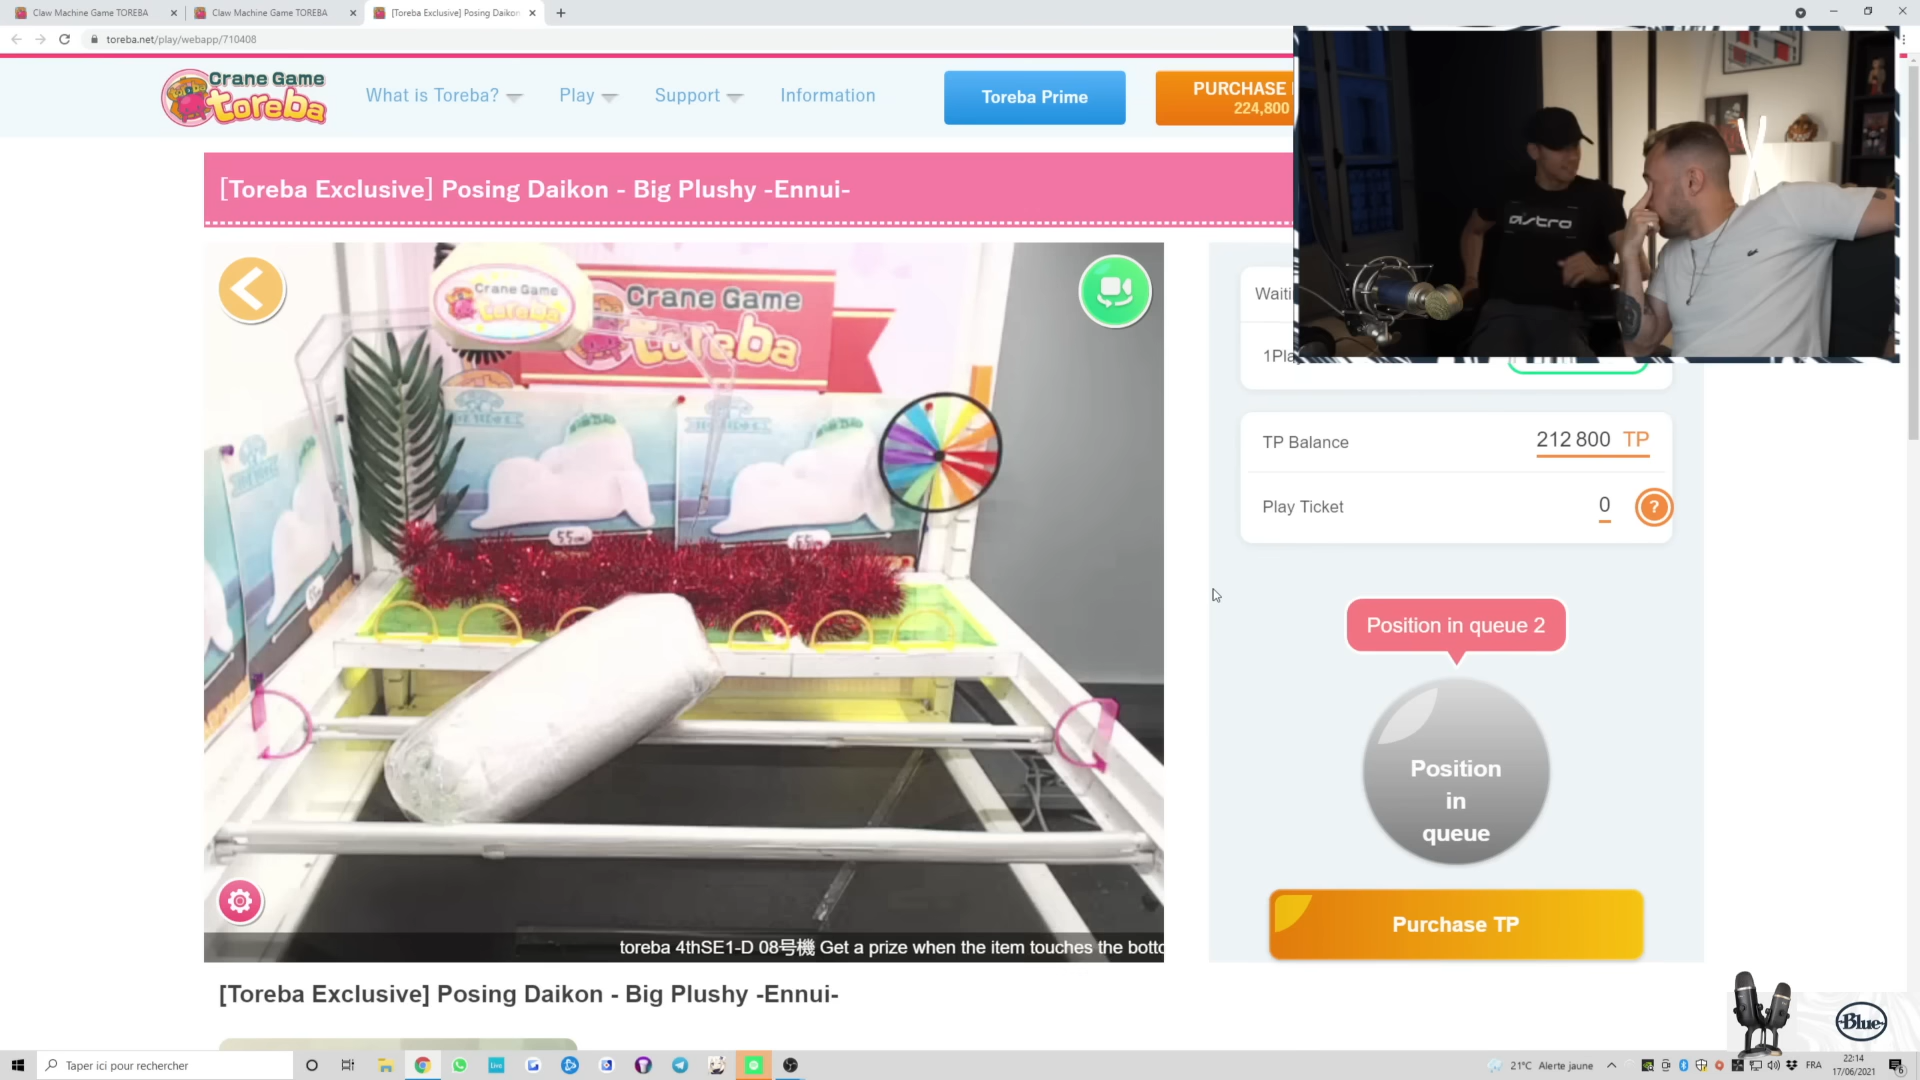 Claw Machine Game TOREBA
Claw Machine Game TOREBA
[Toreba Exclusive] Posing Daikon
toreba.net/play/webapp/710408
Crane Game
toreba
What is Toreba?
Play
Support
Information
Toreba Prime
PURCHASE
224,800
[Toreba Exclusive] Posing Daikon - Big Plushy -Ennui-
Crane Game
toreba
Crane Game
toreba
55cm
astro
Waiti
1Pla
TP Balance
212 800 TP
Play Ticket
0
?
Position in queue 2
Position
in
queue
Purchase TP
toreba 4thSE1-D 08号機 Get a prize when the item touches the botto
[Toreba Exclusive] Posing Daikon - Big Plushy -Ennui-
Blue
Taper ici pour rechercher
Live
21°C Alerte jaune
FRA
22:14
17/06/2021
6